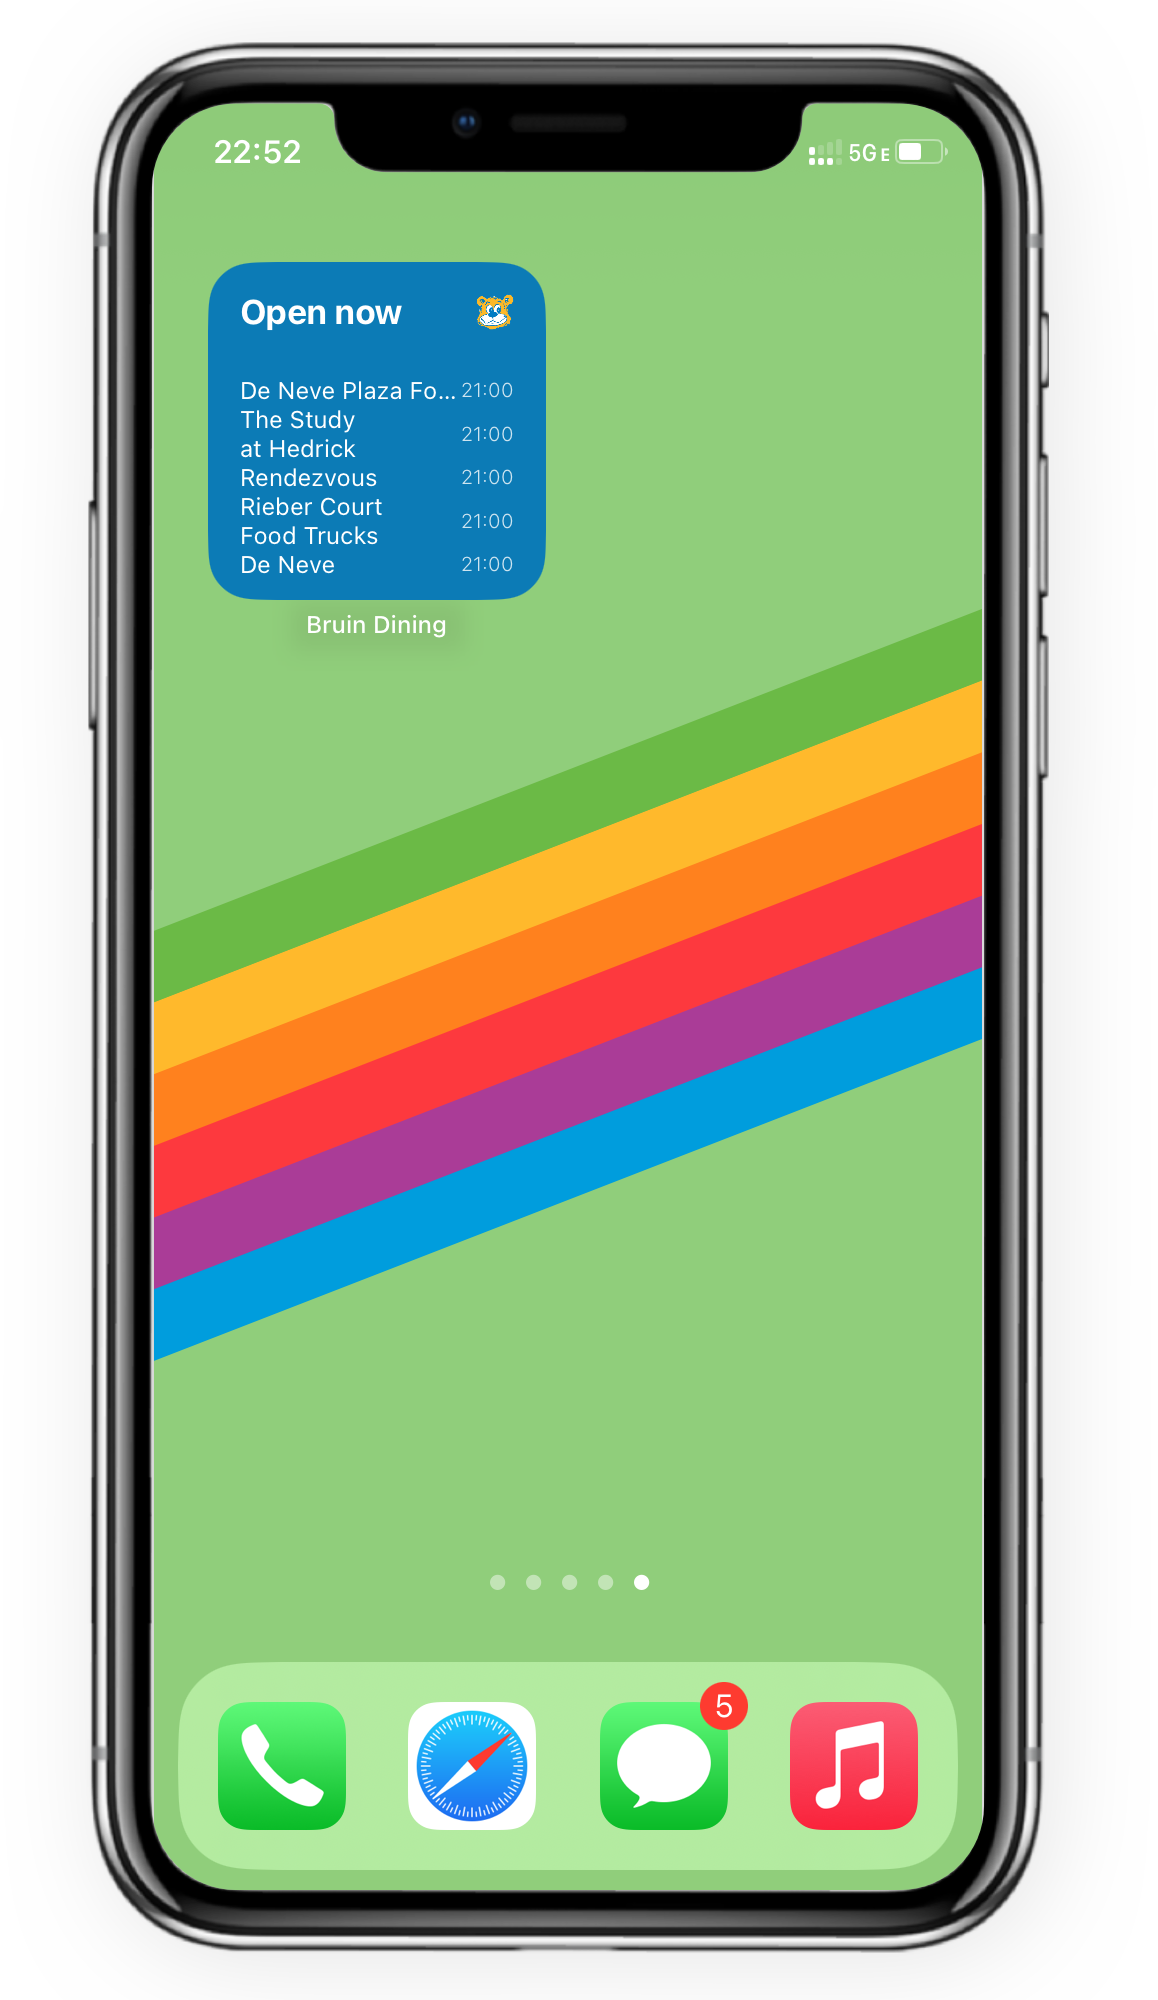 22:52
5G E
Open now
De Neve Plaza Fo... 21:00
The Study
at Hedrick 21:00
Rendezvous 21:00
Rieber Court
Food Trucks 21:00
De Neve 21:00
Bruin Dining
5